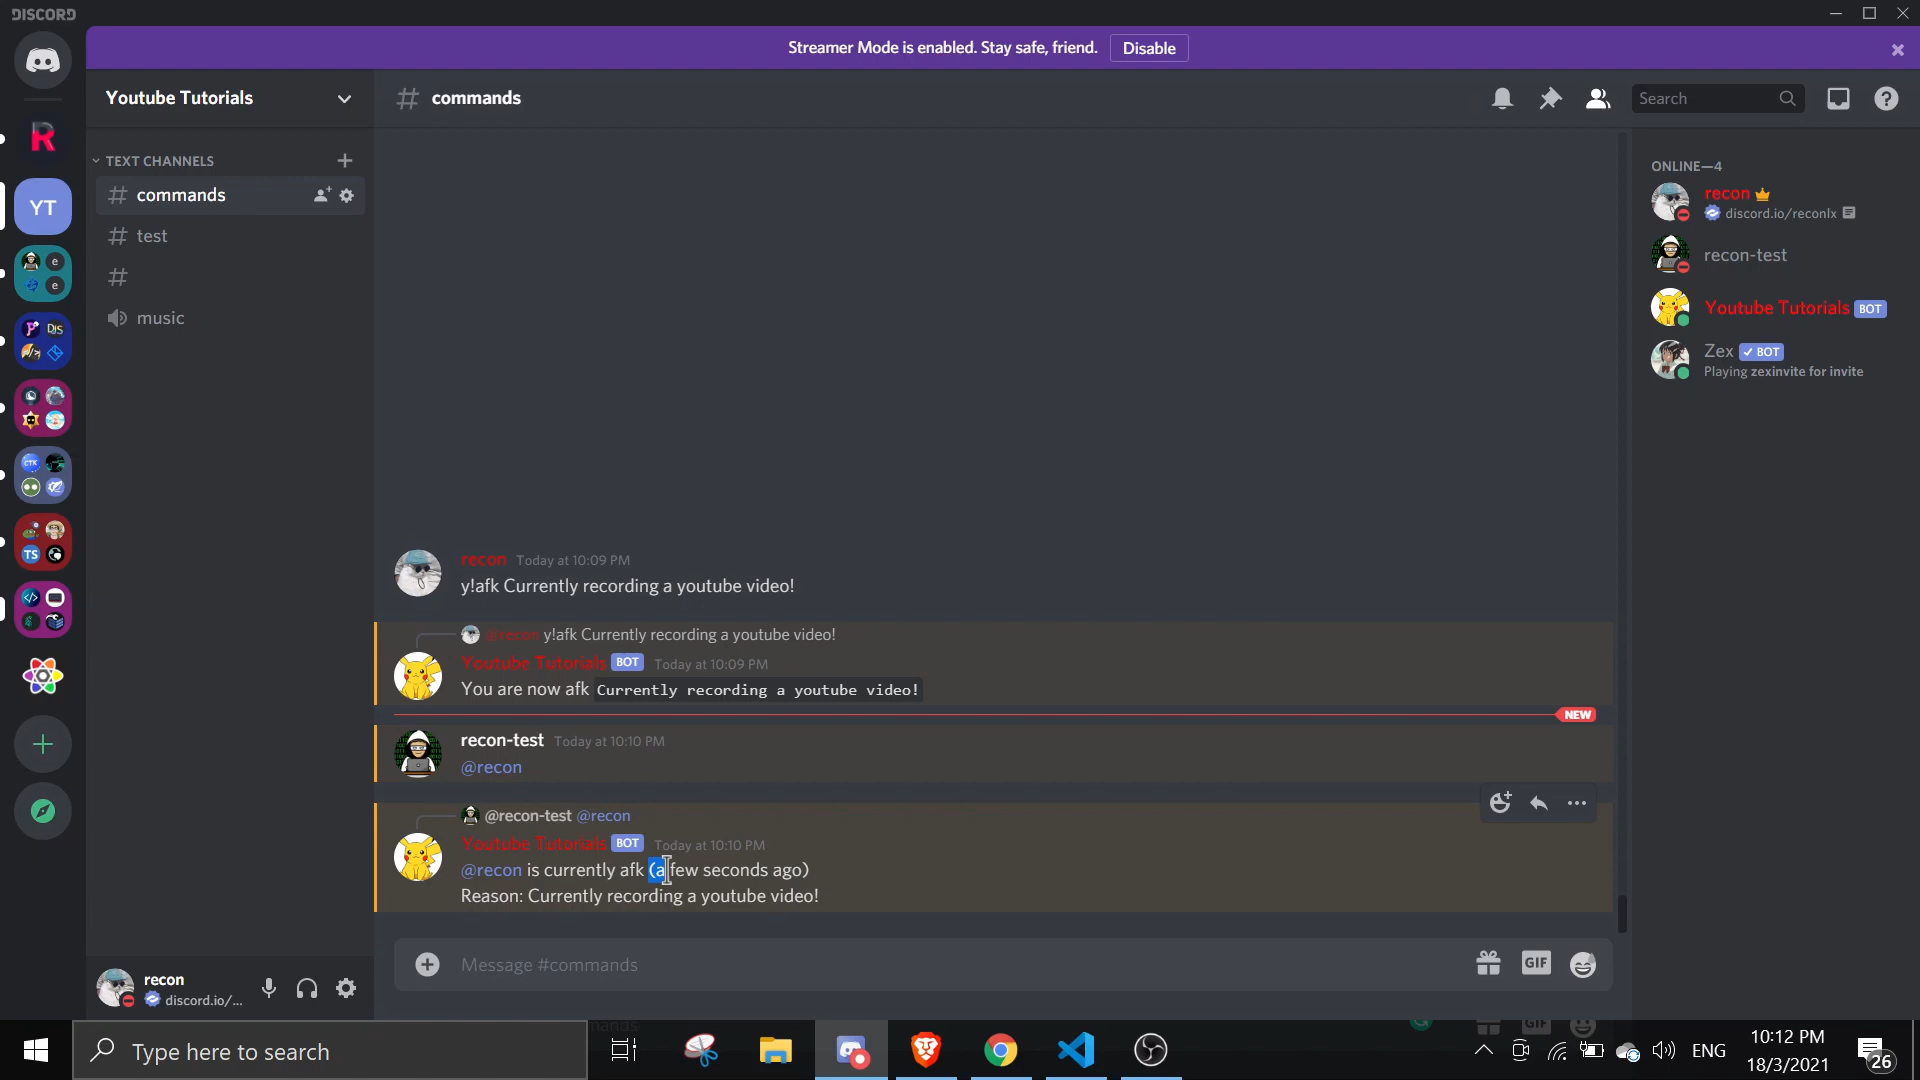 DISCORD
Streamer Mode is enabled. Stay safe, friend.
Disable
Youtube Tutorials
commands
Search
TEXT CHANNELS
commands
test
music
YT
DJS
CTK
TS
e
e
ONLINE—4
recon
discord.io/reconlx
recon-test
Youtube Tutorials BOT
Zex BOT
Playing zexinvite for invite
recon Today at 10:09 PM
y!afk Currently recording a youtube video!
@recon y!afk Currently recording a youtube video!
Youtube Tutorials BOT Today at 10:09 PM
You are now afk Currently recording a youtube video!
NEW
recon-test Today at 10:10 PM
@recon
@recon-test @recon
Youtube Tutorials BOT Today at 10:10 PM
@recon is currently afk (a few seconds ago)
Reason: Currently recording a youtube video!
Message #commands
GIF
recon
discord.io/...
Type here to search
ENG
10:12 PM
18/3/2021
26